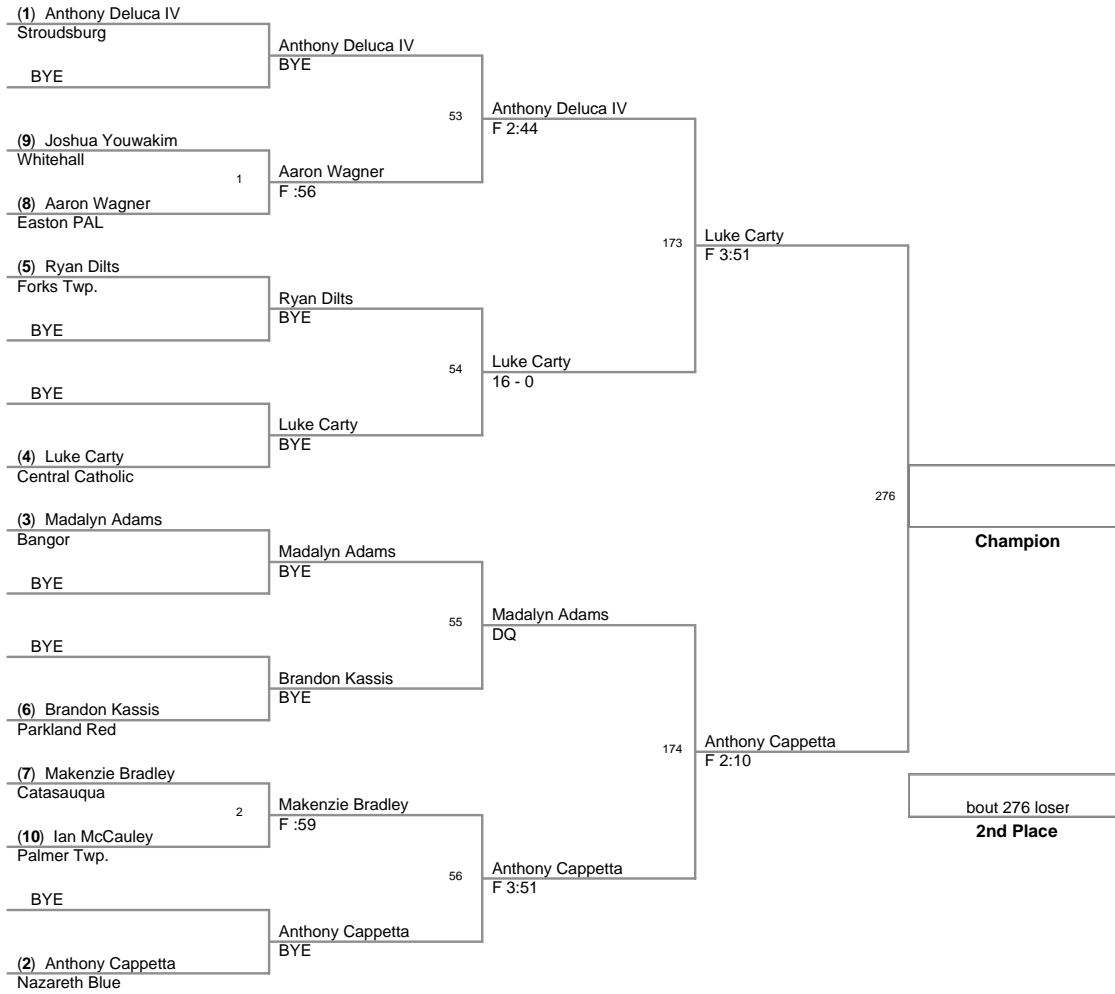 (1) Anthony Deluca IV
Stroudsburg
BYE
(9) Joshua Youwakim
Whitehall
1
(8) Aaron Wagner
Easton PAL
(5) Ryan Dilts
Forks Twp.
BYE
BYE
(4) Luke Carty
Central Catholic
(3) Madalyn Adams
Bangor
BYE
BYE
(6) Brandon Kassis
Parkland Red
(7) Makenzie Bradley
Catasauqua
2
(10) Ian McCauley
Palmer Twp.
BYE
(2) Anthony Cappetta
Nazareth Blue
Anthony Deluca IV
BYE
53
Aaron Wagner
F :56
Ryan Dilts
BYE
54
Luke Carty
BYE
Madalyn Adams
BYE
55
Brandon Kassis
BYE
Makenzie Bradley
F :59
56
Anthony Cappetta
BYE
Anthony Deluca IV
F 2:44
173
Luke Carty
16 - 0
Madalyn Adams
DQ
174
Anthony Cappetta
F 3:51
Luke Carty
F 3:51
276
Anthony Cappetta
F 2:10
Champion
bout 276 loser
2nd Place